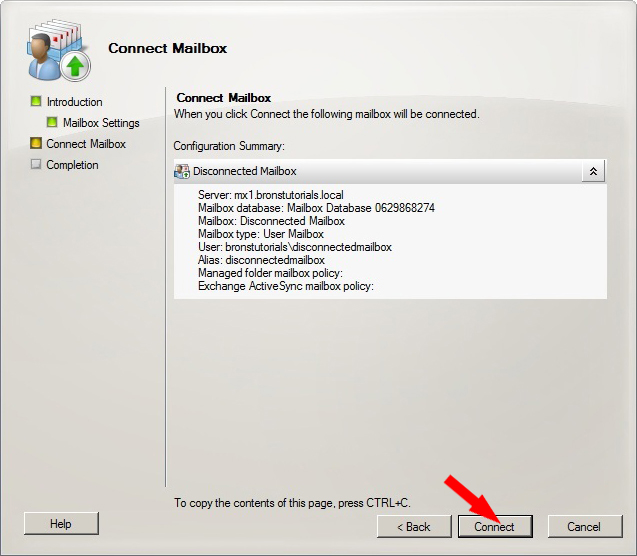 Connect Mailbox
Introduction
Mailbox Settings
Connect Mailbox
Completion
Connect Mailbox
When you click Connect the following mailbox will be connected.
Configuration Summary:
Disconnected Mailbox
Server: mx1.bronstutorials.local
Mailbox database: Mailbox Database 0629868274
Mailbox: Disconnected Mailbox
Mailbox type: User Mailbox
User: bronstutorials\disconnectedmailbox
Alias: disconnectedmailbox
Managed folder mailbox policy:
Exchange ActiveSync mailbox policy:
To copy the contents of this page, press CTRL+C.
Help
< Back
Connect
Cancel